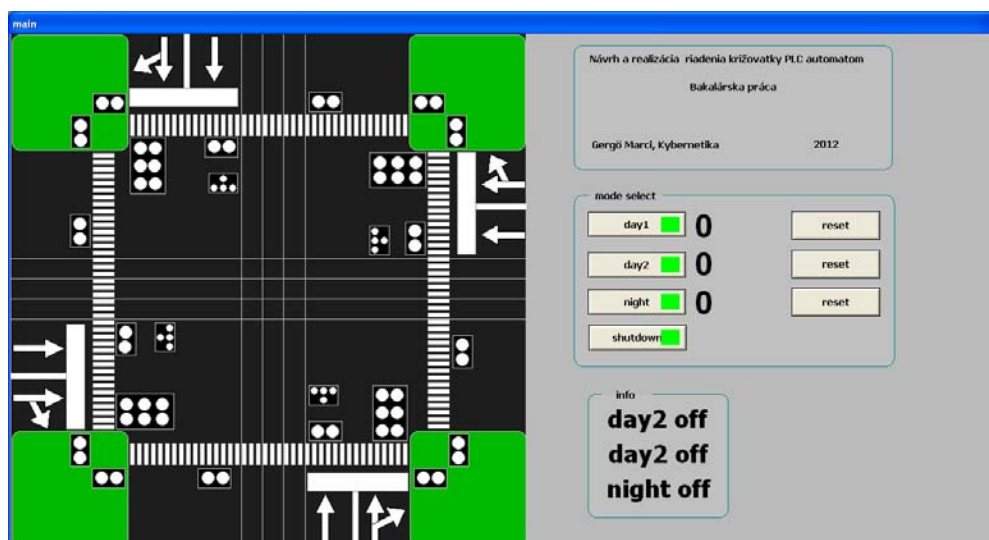 main
Návrh a realizácia riadenia križovatky PLC automatom
Bakalárska práca
Gergö Marci, Kybernetika 2012
mode select
day1 0 reset
day2 0 reset
night 0 reset
shutdown
info
day2 off
day2 off
night off